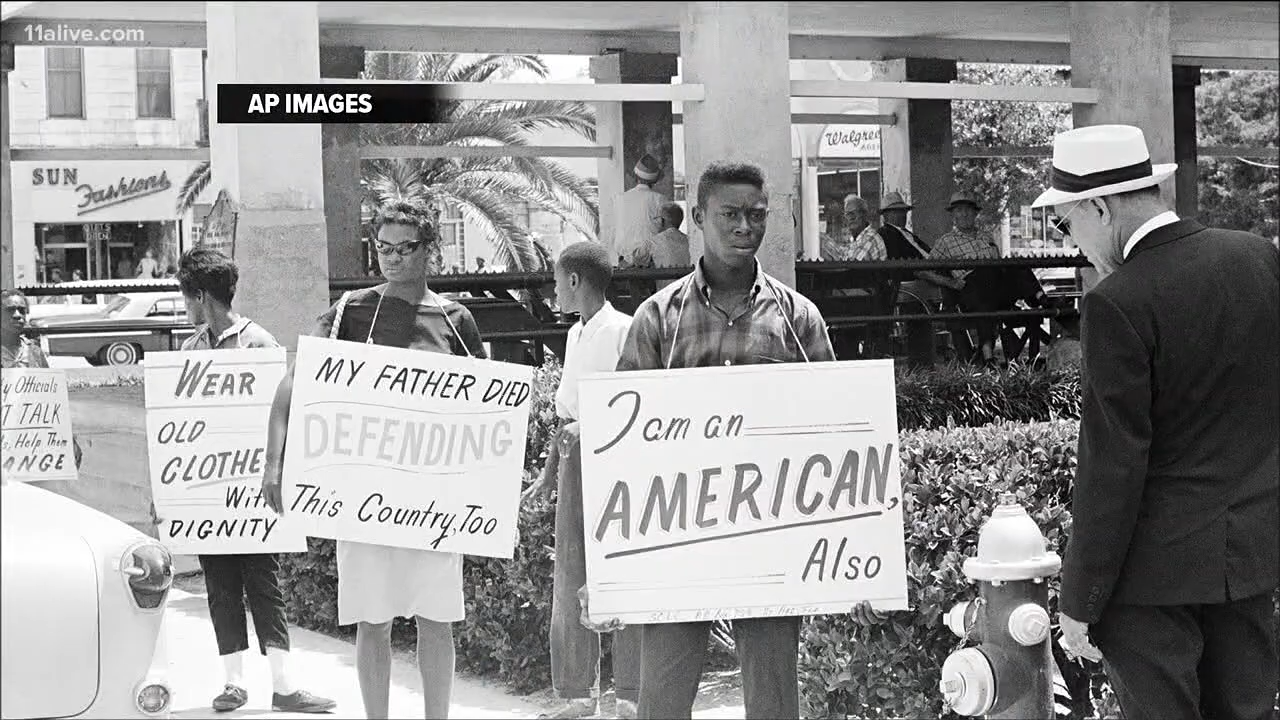 11alive.com
AP IMAGES
SUN
Fashions
Walgree
y Officials
T TALK
s, Help Them
ANGE
WEAR
OLD
CLOTHE
With
DIGNITY
MY FATHER DIED
DEFENDING
This Country, Too
I am an
AMERICAN,
Also